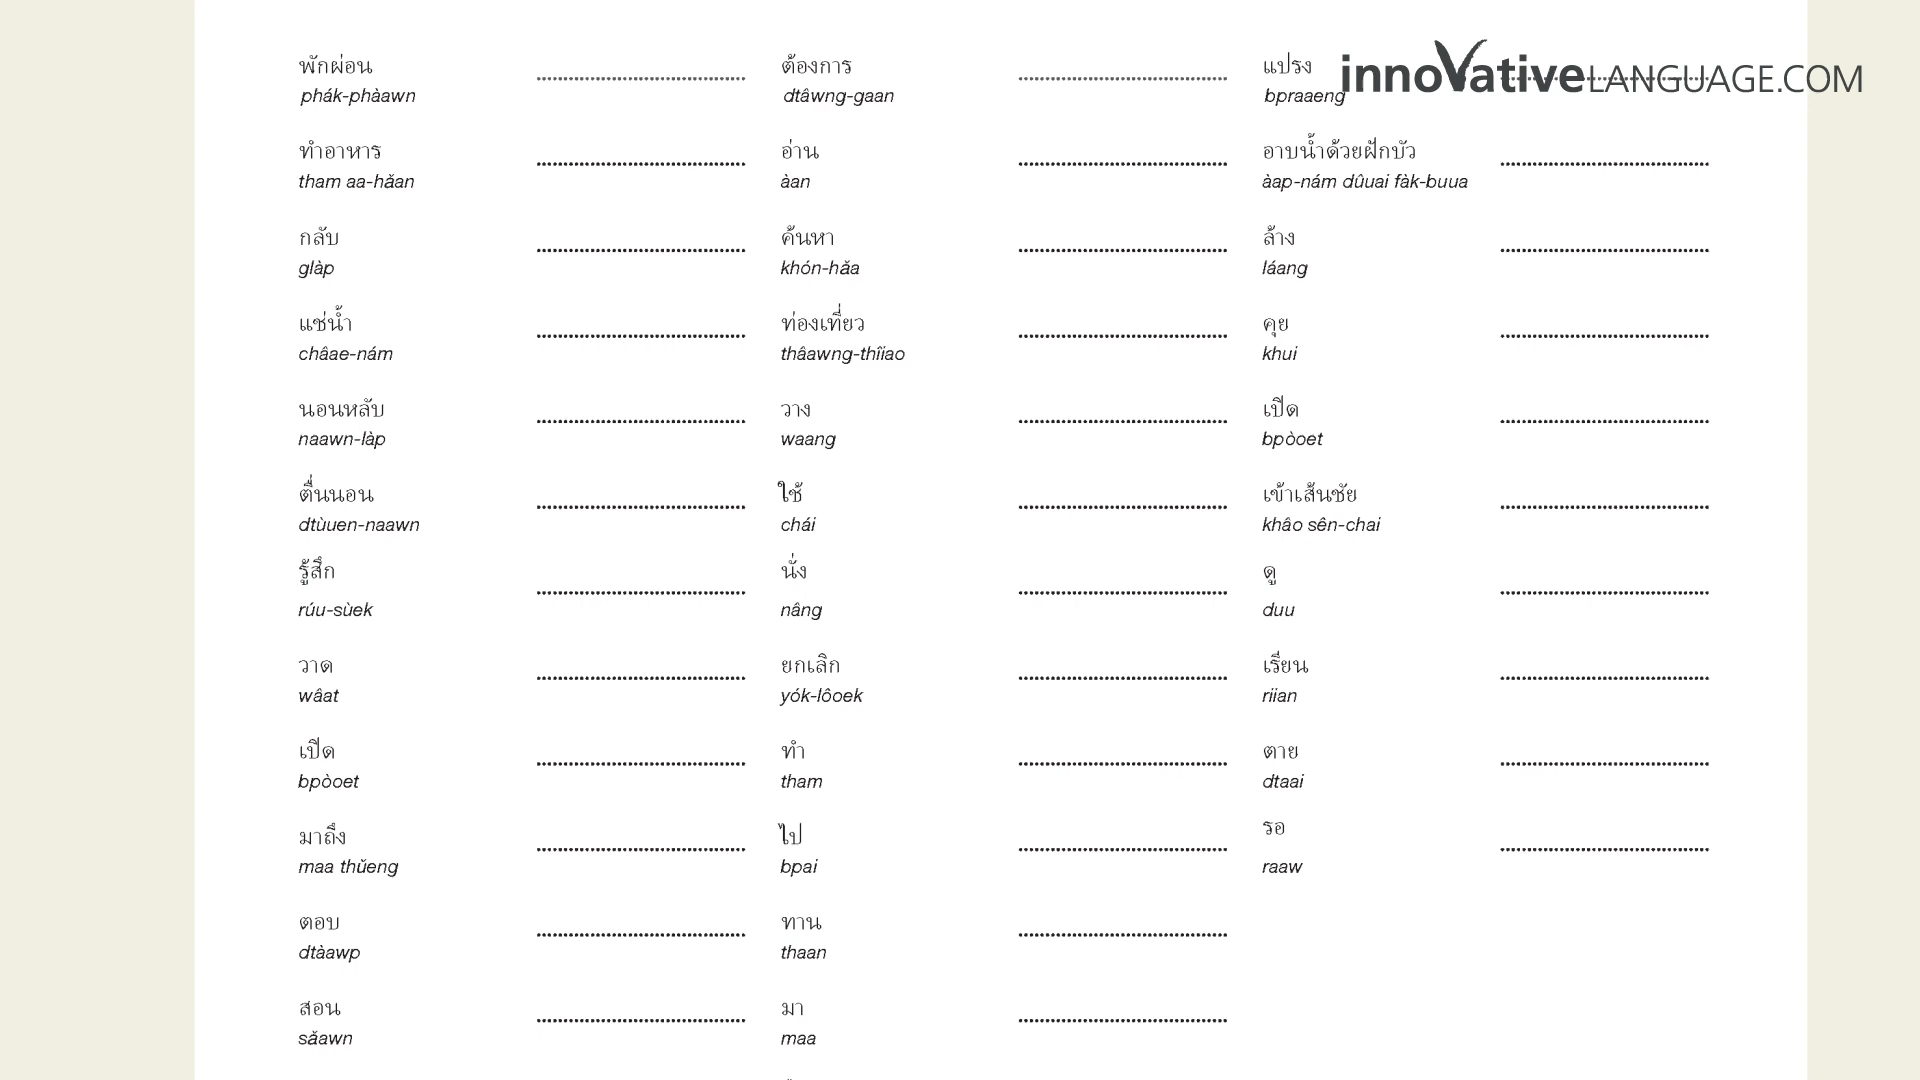 innovativeLANGUAGE.COM
พักผ่อน
phák-phàawn
ทำอาหาร
tham aa-hǎan
กลับ
glàp
แช่น้ำ
châae-nám
นอนหลับ
naawn-làp
ตื่นนอน
dtùuen-naawn
รู้สึก
rúu-sùek
วาด
wâat
เปิด
bpòoet
มาถึง
maa thǔeng
ตอบ
dtàawp
สอน
sǎawn
ต้องการ
dtâwng-gaan
อ่าน
àan
ค้นหา
khón-hǎa
ท่องเที่ยว
thâawng-thîiao
วาง
waang
ใช้
chái
นั่ง
nâng
ยกเลิก
yók-lôoek
ทำ
tham
ไป
bpai
ทาน
thaan
มา
maa
แปรง
bpraaeng
อาบน้ำด้วยฝักบัว
àap-nám dûuai fàk-buua
ล้าง
láang
คุย
khui
เปิด
bpòoet
เข้าเส้นชัย
khâo sên-chai
ดู
duu
เรียน
riian
ตาย
dtaai
รอ
raaw